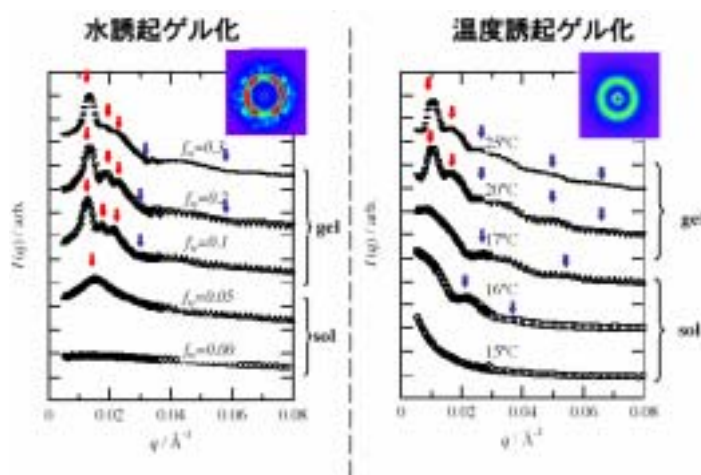 水誘起ゲル化
I(q) / arb.
f_w=0.3
f_w=0.2
f_w=0.1
f_w=0.05
f_w=0.00
gel
sol
0 0.02 0.04 0.06 0.08
q / Å⁻¹
温度誘起ゲル化
I(q) / arb.
25℃
20℃
17℃
16℃
15℃
gel
sol
0 0.02 0.04 0.06 0.08
q / Å⁻¹